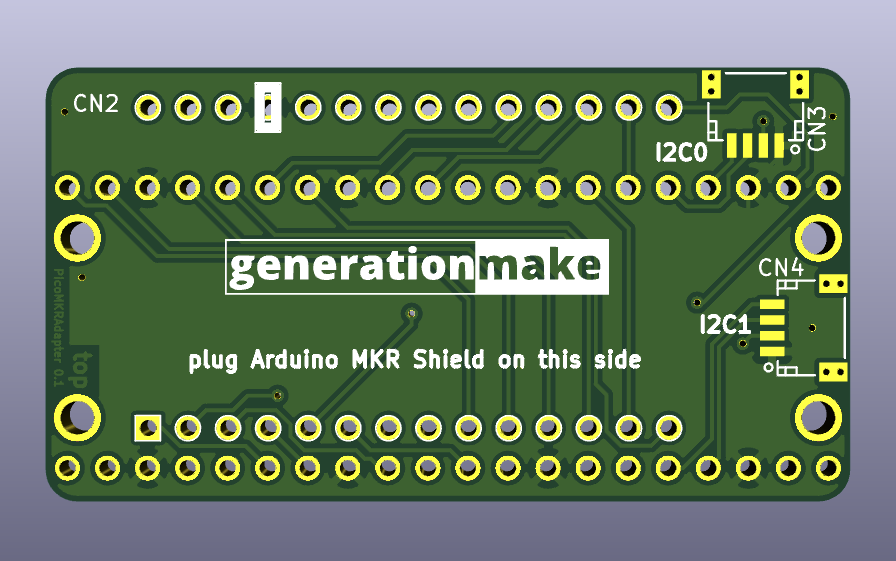 CN2
CN3
I2C0
generationmake
CN4
I2C1
PicoMKRAdapter 0.1
top
plug Arduino MKR Shield on this side